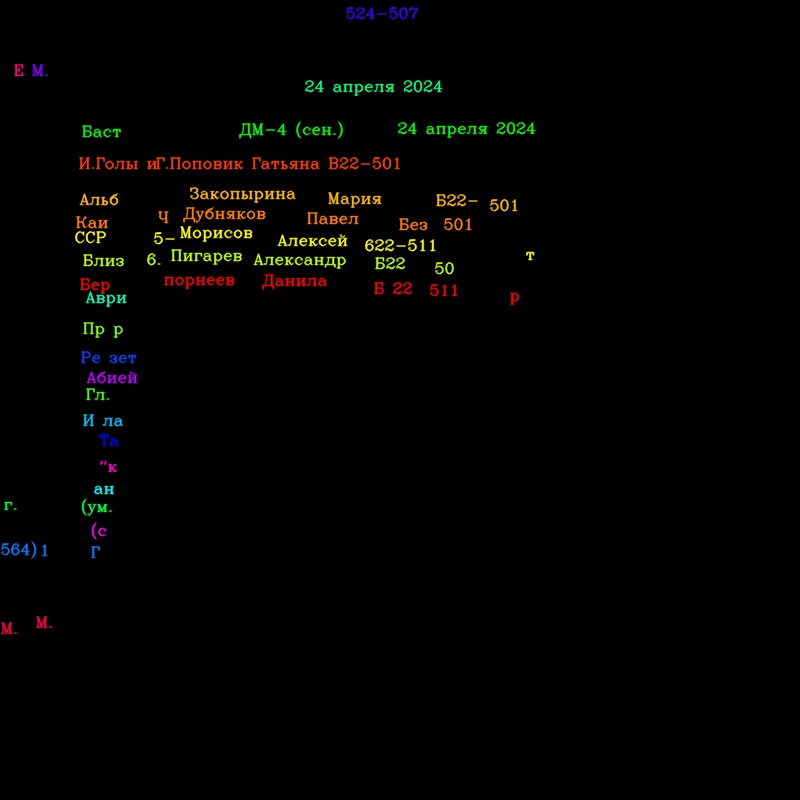 524-507
Е М.
24 апреля 2024
Баст ДМ-4 (сен.) 24 апреля 2024
И.Голы иГ.Поповик Гатьяна В22-501
Альб Закопырина Мария Б22- 501
Каи Ч Дубняков Павел Без 501
ССР 5- Морисов Алексей 622-511
Близ 6. Пигарев Александр Б22 50 т
Бер порнеев Данила Б 22 511 р
Аври
Пр р
Ре зет
Абией
Гл.
И ла
Та
"к
ан
г. (ум.
(с
564) 1 Г
М. М.